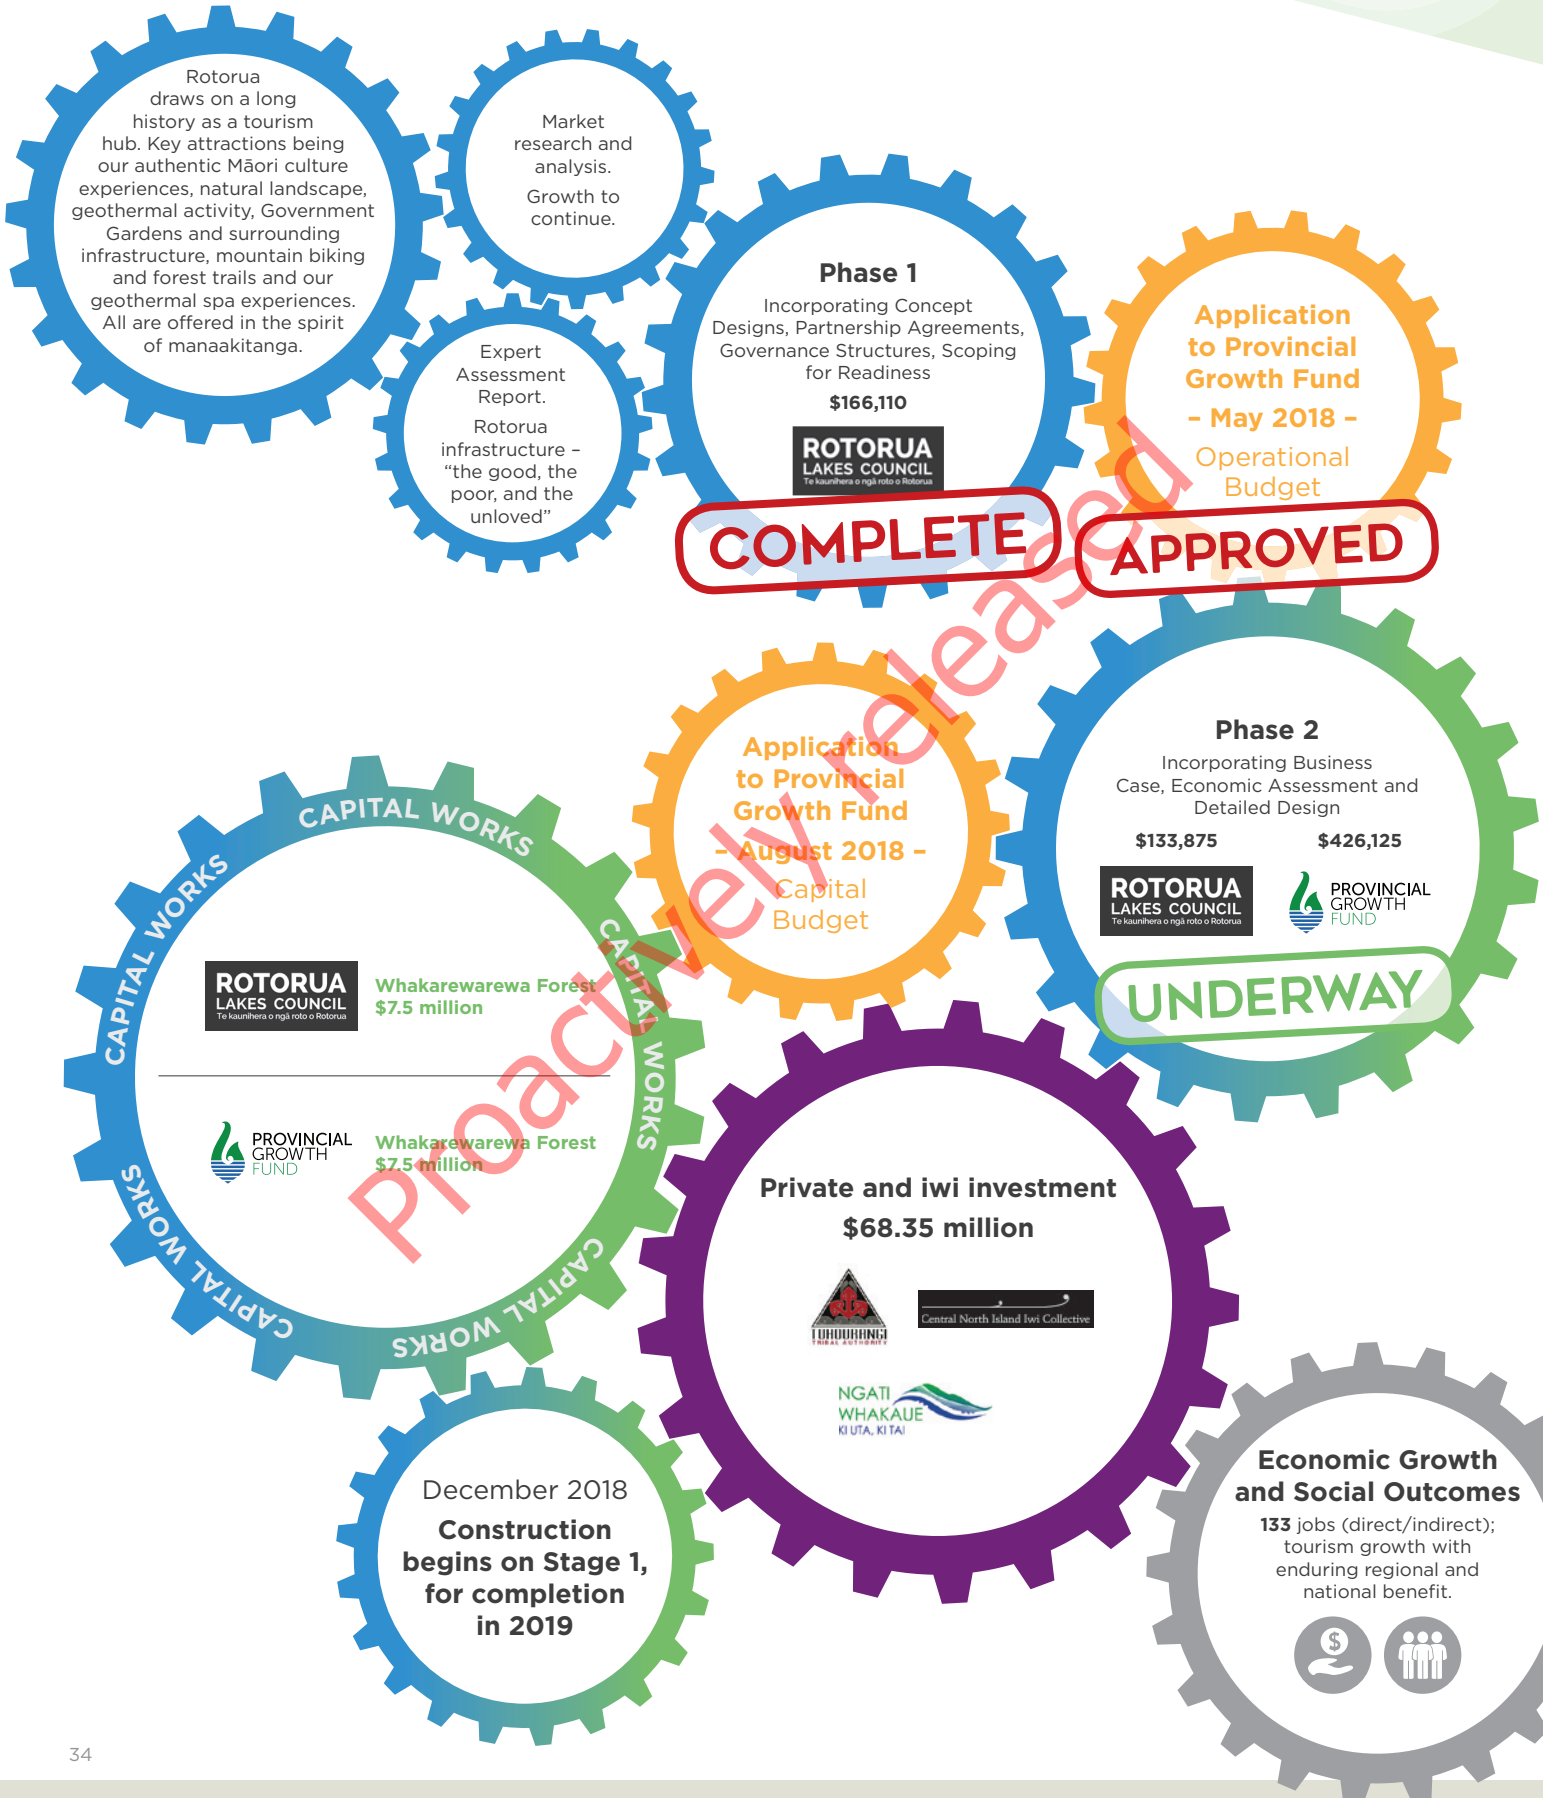 Rotorua
draws on a long
history as a tourism
hub. Key attractions being
our authentic Māori culture
experiences, natural landscape,
geothermal activity, Government
Gardens and surrounding
infrastructure, mountain biking
and forest trails and our
geothermal spa experiences.
All are offered in the spirit
of manaakitanga.
Market
research and
analysis.
Growth to
continue.
Expert
Assessment
Report.
Rotorua
infrastructure –
“the good, the
poor, and the
unloved”
Phase 1
Incorporating Concept
Designs, Partnership Agreements,
Governance Structures, Scoping
for Readiness
$166,110
ROTORUA
LAKES COUNCIL
Te kaunihera o ngā roto o Rotorua
COMPLETE
Application
to Provincial
Growth Fund
– May 2018 –
Operational
Budget
APPROVED
Phase 2
Incorporating Business
Case, Economic Assessment and
Detailed Design
$133,875
$426,125
ROTORUA
LAKES COUNCIL
Te kaunihera o ngā roto o Rotorua
PROVINCIAL
GROWTH
FUND
UNDERWAY
Application
to Provincial
Growth Fund
– August 2018 –
Capital
Budget
CAPITAL WORKS
CAPITAL WORKS
CAPITAL WORKS
CAPITAL WORKS
CAPITAL WORKS
ROTORUA
LAKES COUNCIL
Te kaunihera o ngā roto o Rotorua
Whakarewarewa Forest
$7.5 million
PROVINCIAL
GROWTH
FUND
Whakarewarewa Forest
$7.5 million
Private and iwi investment
$68.35 million
TUHOURANGI
TRIBAL AUTHORITY
Central North Island Iwi Collective
NGATI
WHAKAUE
KI UTA, KI TAI
December 2018
Construction
begins on Stage 1,
for completion
in 2019
Economic Growth
and Social Outcomes
133 jobs (direct/indirect);
tourism growth with
enduring regional and
national benefit.
$
Proactively released
34